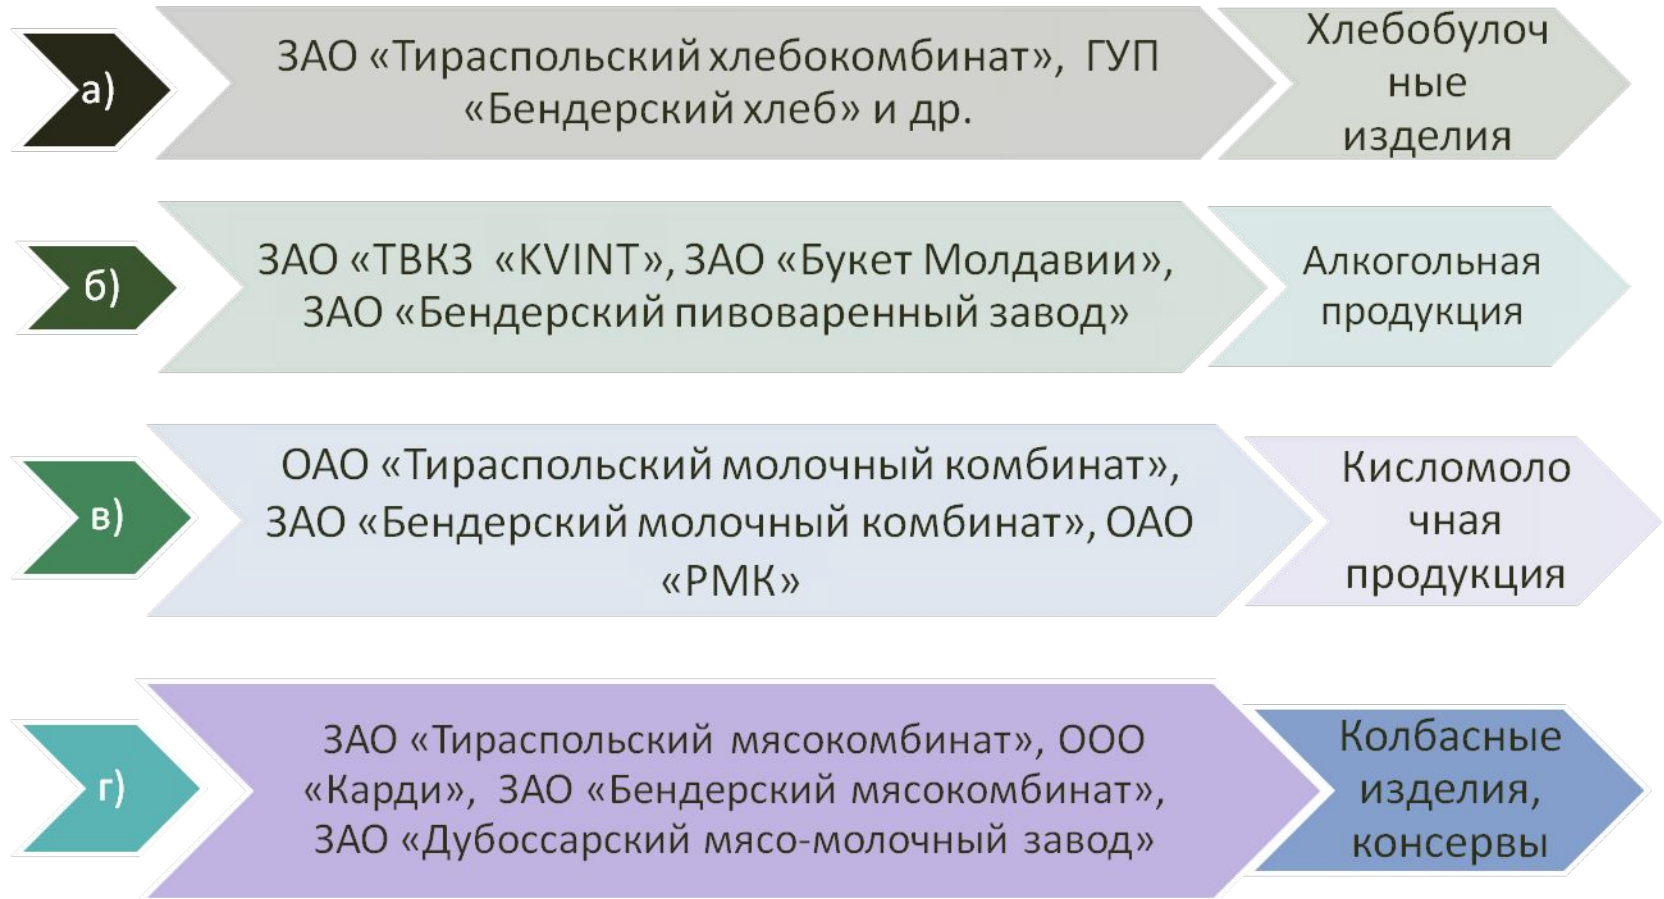 а)
ЗАО «Тираспольский хлебокомбинат», ГУП
«Бендерский хлеб» и др.
Хлебобулоч
ные
изделия
б)
ЗАО «ТВКЗ «KVINT», ЗАО «Букет Молдавии»,
ЗАО «Бендерский пивоваренный завод»
Алкогольная
продукция
в)
ОАО «Тираспольский молочный комбинат»,
ЗАО «Бендерский молочный комбинат», ОАО
«РМК»
Кисломоло
чная
продукция
г)
ЗАО «Тираспольский мясокомбинат», ООО
«Карди», ЗАО «Бендерский мясокомбинат»,
ЗАО «Дубоссарский мясо-молочный завод»
Колбасные
изделия,
консервы